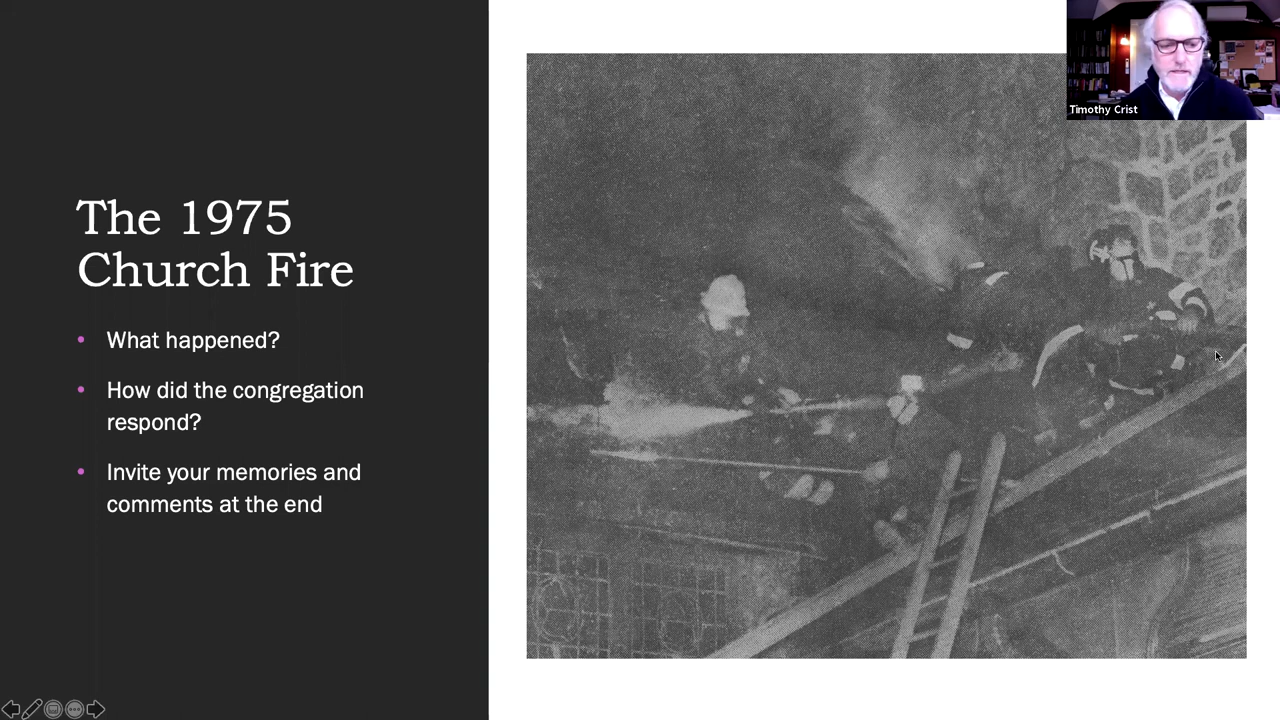 The 1975
Church Fire
• What happened?
• How did the congregation
respond?
• Invite your memories and
comments at the end
Timothy Crist